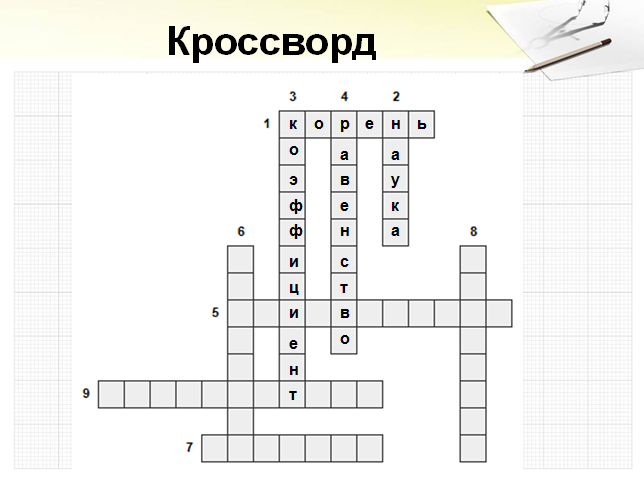 Кроссворд
3 4 2
1 к о р е н ь
о а а
э в у
ф е к
ф н а
6 8
и с
ц т
5 и в
е о
н
9 т
7